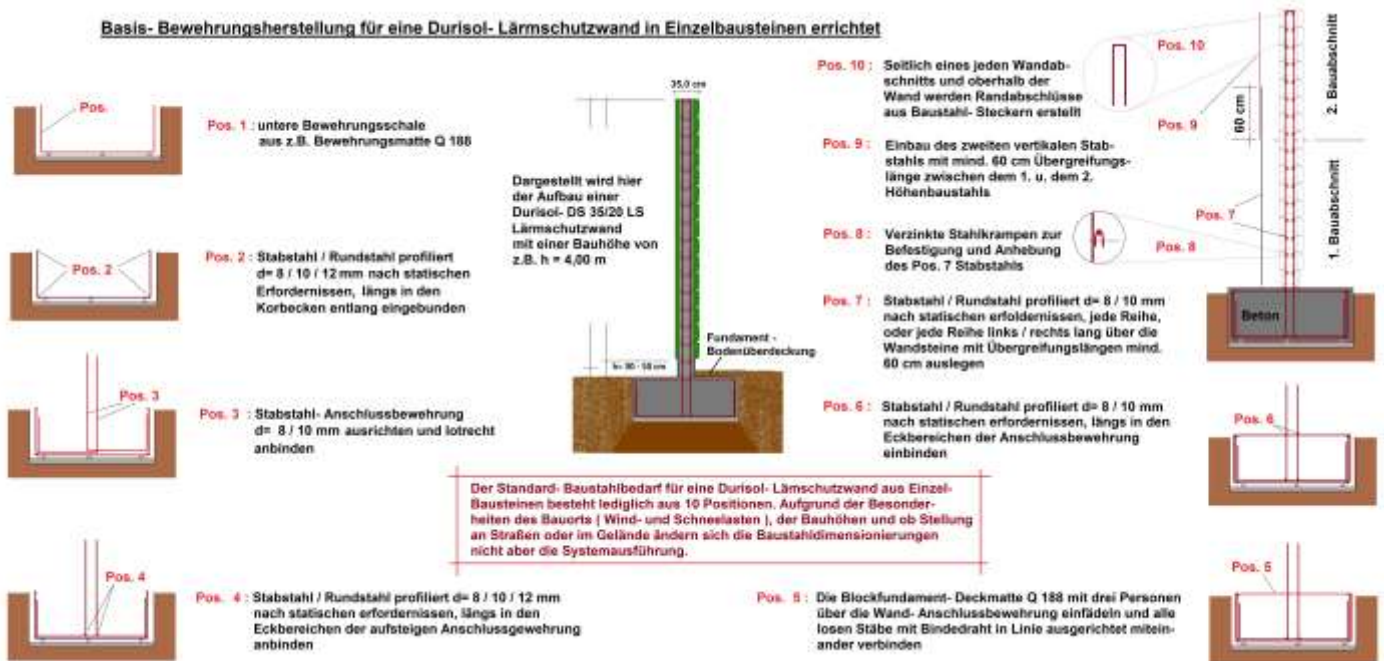 Basis- Bewehrungsherstellung für eine Durisol- Lärmschutzwand in Einzelbausteinen errichtet
Pos.
Pos. 1 : untere Bewehrungsschale
aus z.B. Bewehrungsmatte Q 188
Pos. 2
Pos. 2 : Stabstahl / Rundstahl profiliert
d= 8 / 10 / 12 mm nach statischen
Erfordernissen, längs in den
Korbecken entlang eingebunden
Pos. 3
Pos. 3 : Stabstahl- Anschlussbewehrung
d= 8 / 10 mm ausrichten und lotrecht
anbinden
Pos. 4
Pos. 4 : Stabstahl / Rundstahl profiliert d= 8 / 10 / 12 mm
nach statischen erfordernissen, längs in den
Eckbereichen der aufsteigen Anschlussgewehrung
anbinden
35,0 cm
Dargestellt wird hier
der Aufbau einer
Durisol- DS 35/20 LS
Lärmschutzwand
mit einer Bauhöhe von
z.B. h = 4,00 m
Fundament -
Bodenüberdeckung
50 cm
Der Standard- Baustahlbedarf für eine Durisol- Lämschutzwand aus Einzel-
Bausteinen besteht lediglich aus 10 Positionen. Aufgrund der Besonder-
heiten des Bauorts ( Wind- und Schneelasten ), der Bauhöhen und ob Stellung
an Straßen oder im Gelände ändern sich die Baustahldimensionierungen
nicht aber die Systemausführung.
Pos. 10 : Seitlich eines jeden Wandab-
schnitts und oberhalb der
Wand werden Randabschlüsse
aus Baustahl- Steckern erstellt
Pos. 9 : Einbau des zweiten vertikalen Stab-
stahls mit mind. 60 cm Übergreifungs-
länge zwischen dem 1. u. dem 2.
Höhenbaustahls
Pos. 8 : Verzinkte Stahlkrampen zur
Befestigung und Anhebung
des Pos. 7 Stabstahls
Pos. 7 : Stabstahl / Rundstahl profiliert d= 8 / 10 mm
nach statischen erfoldernissen, jede Reihe,
oder jede Reihe links / rechts lang über die
Wandsteine mit Übergreifungslängen mind.
60 cm auslegen
Pos. 6 : Stabstahl / Rundstahl profiliert d= 8 / 10 mm
nach statischen erfordernissen, längs in den
Eckbereichen der Anschlussbewehrung
einbinden
Pos. 5 : Die Blockfundament- Deckmatte Q 188 mit drei Personen
über die Wand- Anschlussbewehrung einfädeln und alle
losen Stäbe mit Bindedraht in Linie ausgerichtet mitein-
ander verbinden
Pos. 10
Pos. 9
60 cm
2. Bauabschnitt
Pos. 7
Pos. 8
1. Bauabschnitt
Beton
Pos. 6
Pos. 5